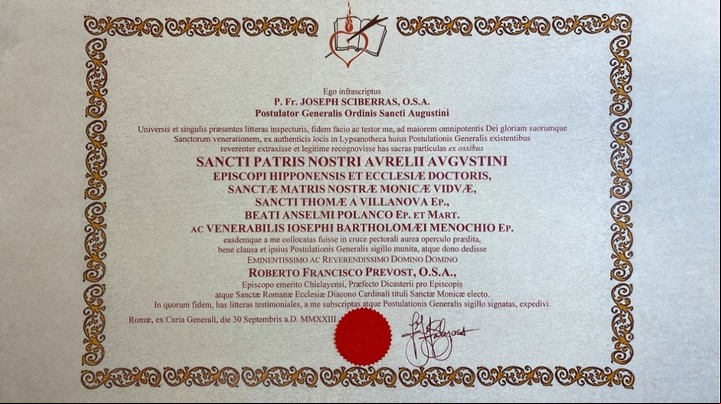 Ego infrascriptus
P. Fr. JOSEPH SCIBERRAS, O.S.A.
Postulator Generalis Ordinis Sancti Augustini
Universis et singulis præsentes litteras inspecturis, fidem facio ac testor me, ad maiorem omnipotentis Dei gloriam suorumque
Sanctorum venerationem, ex authenticis locis in Lypsanotheca huius Postulationis Generalis existentibus
reverenter extraxisse et legitime recognovisse has sacras particulas ex ossibus
SANCTI PATRIS NOSTRI AVRELII AVGVSTINI
EPISCOPI HIPPONENSIS ET ECCLESIÆ DOCTORIS,
SANCTÆ MATRIS NOSTRÆ MONICÆ VIDVÆ,
SANCTI THOMÆ A VILLANOVA EP.,
BEATI ANSELMI POLANCO EP. ET MART.
AC VENERABILIS IOSEPHI BARTHOLOMÆI MENOCHIO EP.
easdemque a me collocatas fuisse in cruce pectorali aurea operculo prædita,
bene clausa et ipsius Postulationis Generalis sigillo munita, atque dono dedisse
EMINENTISSIMO AC REVERENDISSIMO DOMINO DOMINO
ROBERTO FRANCISCO PREVOST, O.S.A.,
Episcopo emerito Chiclayensi, Præfecto Dicasterii pro Episcopis
atque Sanctæ Romanæ Ecclesiæ Diacono Cardinali tituli Sanctæ Monicæ electo.
In quorum fidem, has litteras testimoniales, a me subscriptas atque Postulationis Generalis sigillo signatas, expedivi.
Romæ, ex Curia Generali, die 30 Septembris a.D. MMXXIII